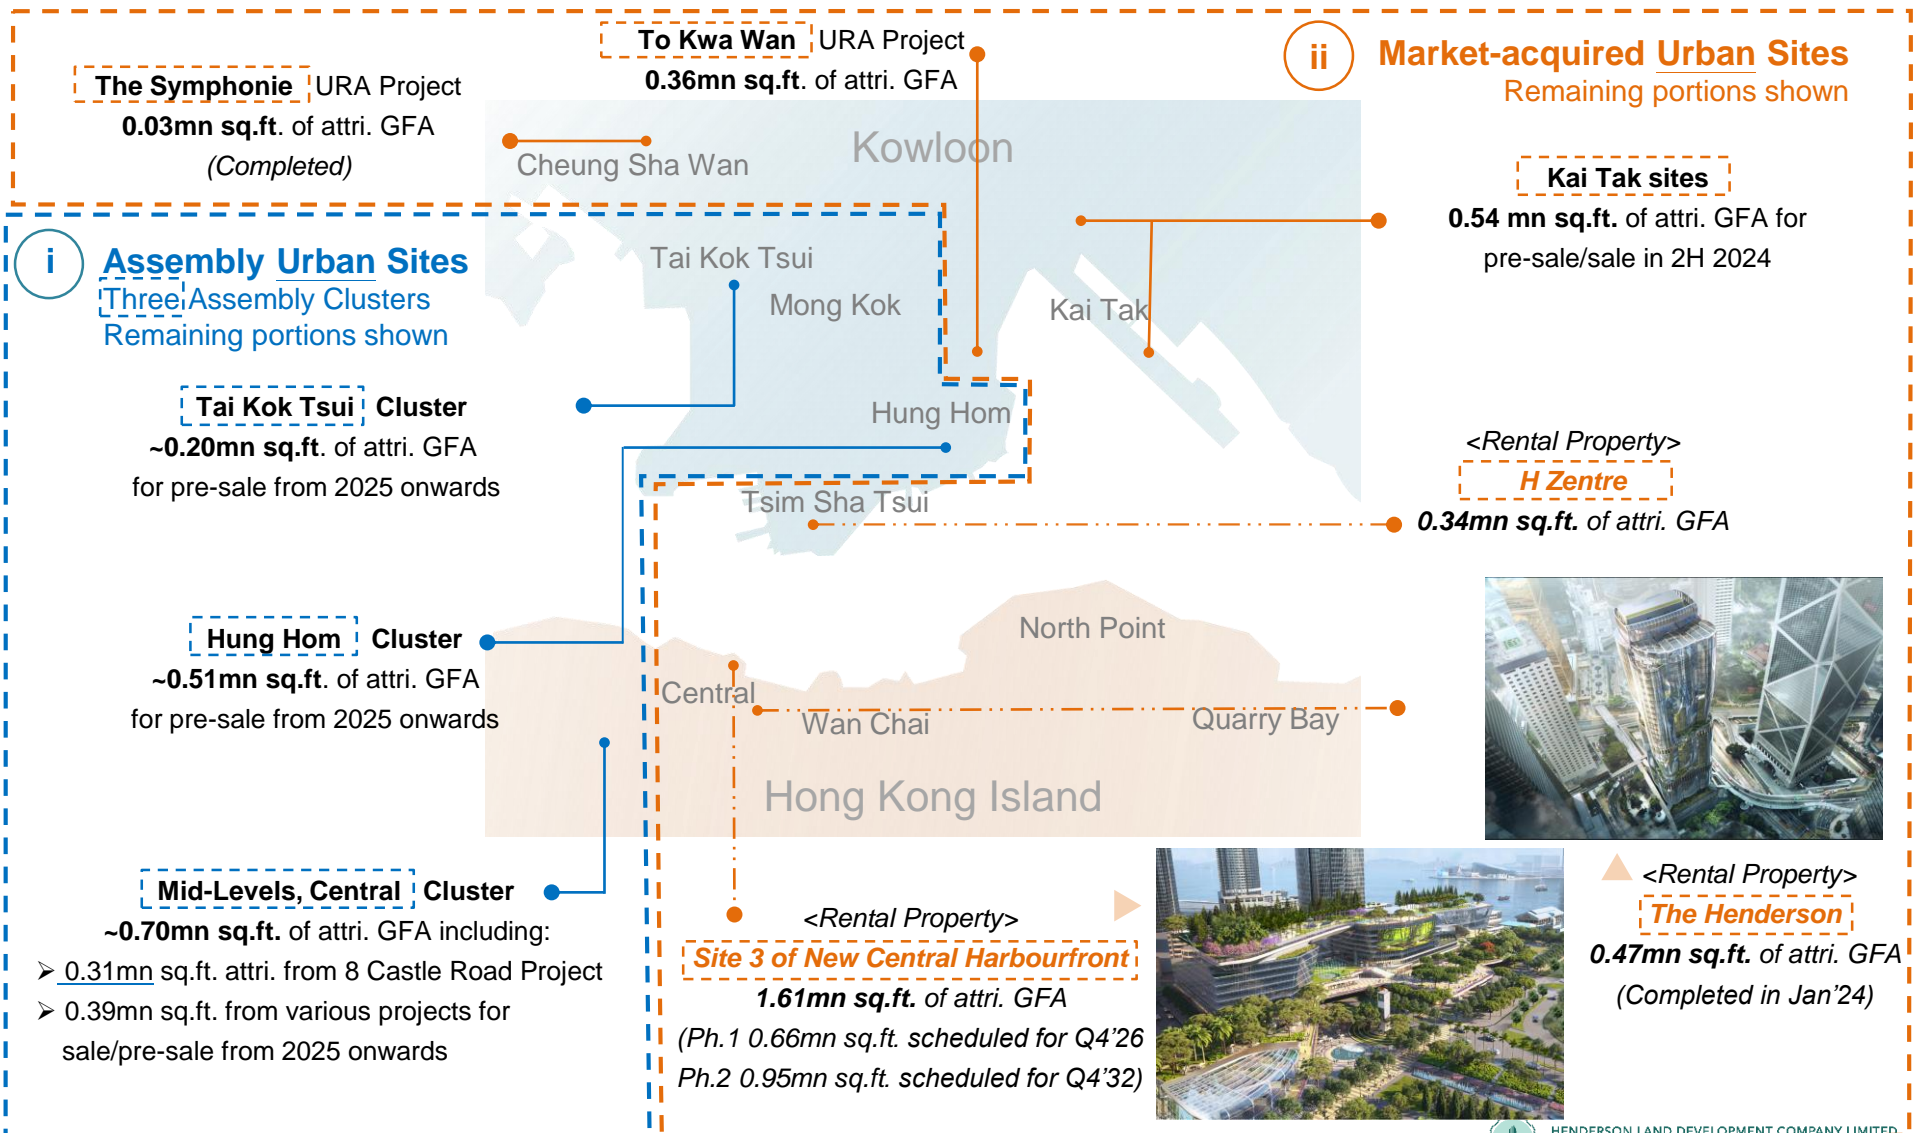 The Symphonie URA Project
0.03mn sq.ft. of attri. GFA
(Completed)
To Kwa Wan URA Project
0.36mn sq.ft. of attri. GFA
ii Market-acquired Urban Sites
Remaining portions shown
Kowloon
Cheung Sha Wan
Kai Tak sites
0.54 mn sq.ft. of attri. GFA for
pre-sale/sale in 2H 2024
i Assembly Urban Sites
Three Assembly Clusters
Remaining portions shown
Tai Kok Tsui
Mong Kok
Kai Tak
Tai Kok Tsui Cluster
~0.20mn sq.ft. of attri. GFA
for pre-sale from 2025 onwards
Hung Hom
Tsim Sha Tsui
<Rental Property>
H Zentre
0.34mn sq.ft. of attri. GFA
Hung Hom Cluster
~0.51mn sq.ft. of attri. GFA
for pre-sale from 2025 onwards
North Point
Central
Wan Chai
Quarry Bay
Hong Kong Island
Mid-Levels, Central Cluster
~0.70mn sq.ft. of attri. GFA including:
➢ 0.31mn sq.ft. attri. from 8 Castle Road Project
➢ 0.39mn sq.ft. from various projects for
sale/pre-sale from 2025 onwards
<Rental Property>
Site 3 of New Central Harbourfront
1.61mn sq.ft. of attri. GFA
(Ph.1 0.66mn sq.ft. scheduled for Q4'26
Ph.2 0.95mn sq.ft. scheduled for Q4'32)
<Rental Property>
The Henderson
0.47mn sq.ft. of attri. GFA
(Completed in Jan'24)
HENDERSON LAND DEVELOPMENT COMPANY LIMITED